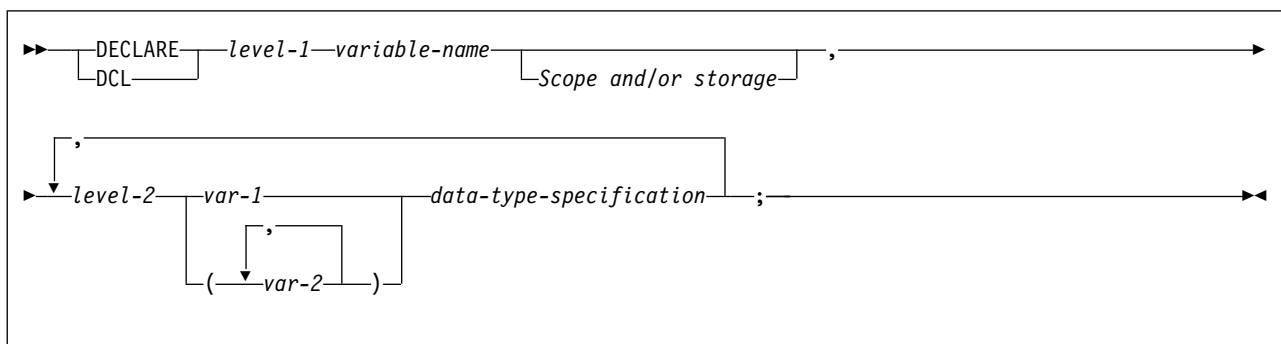 DECLARE level-1 variable-name ,
DCL Scope and/or storage
,
level-2 var-1 data-type-specification ;
,
( var-2 )